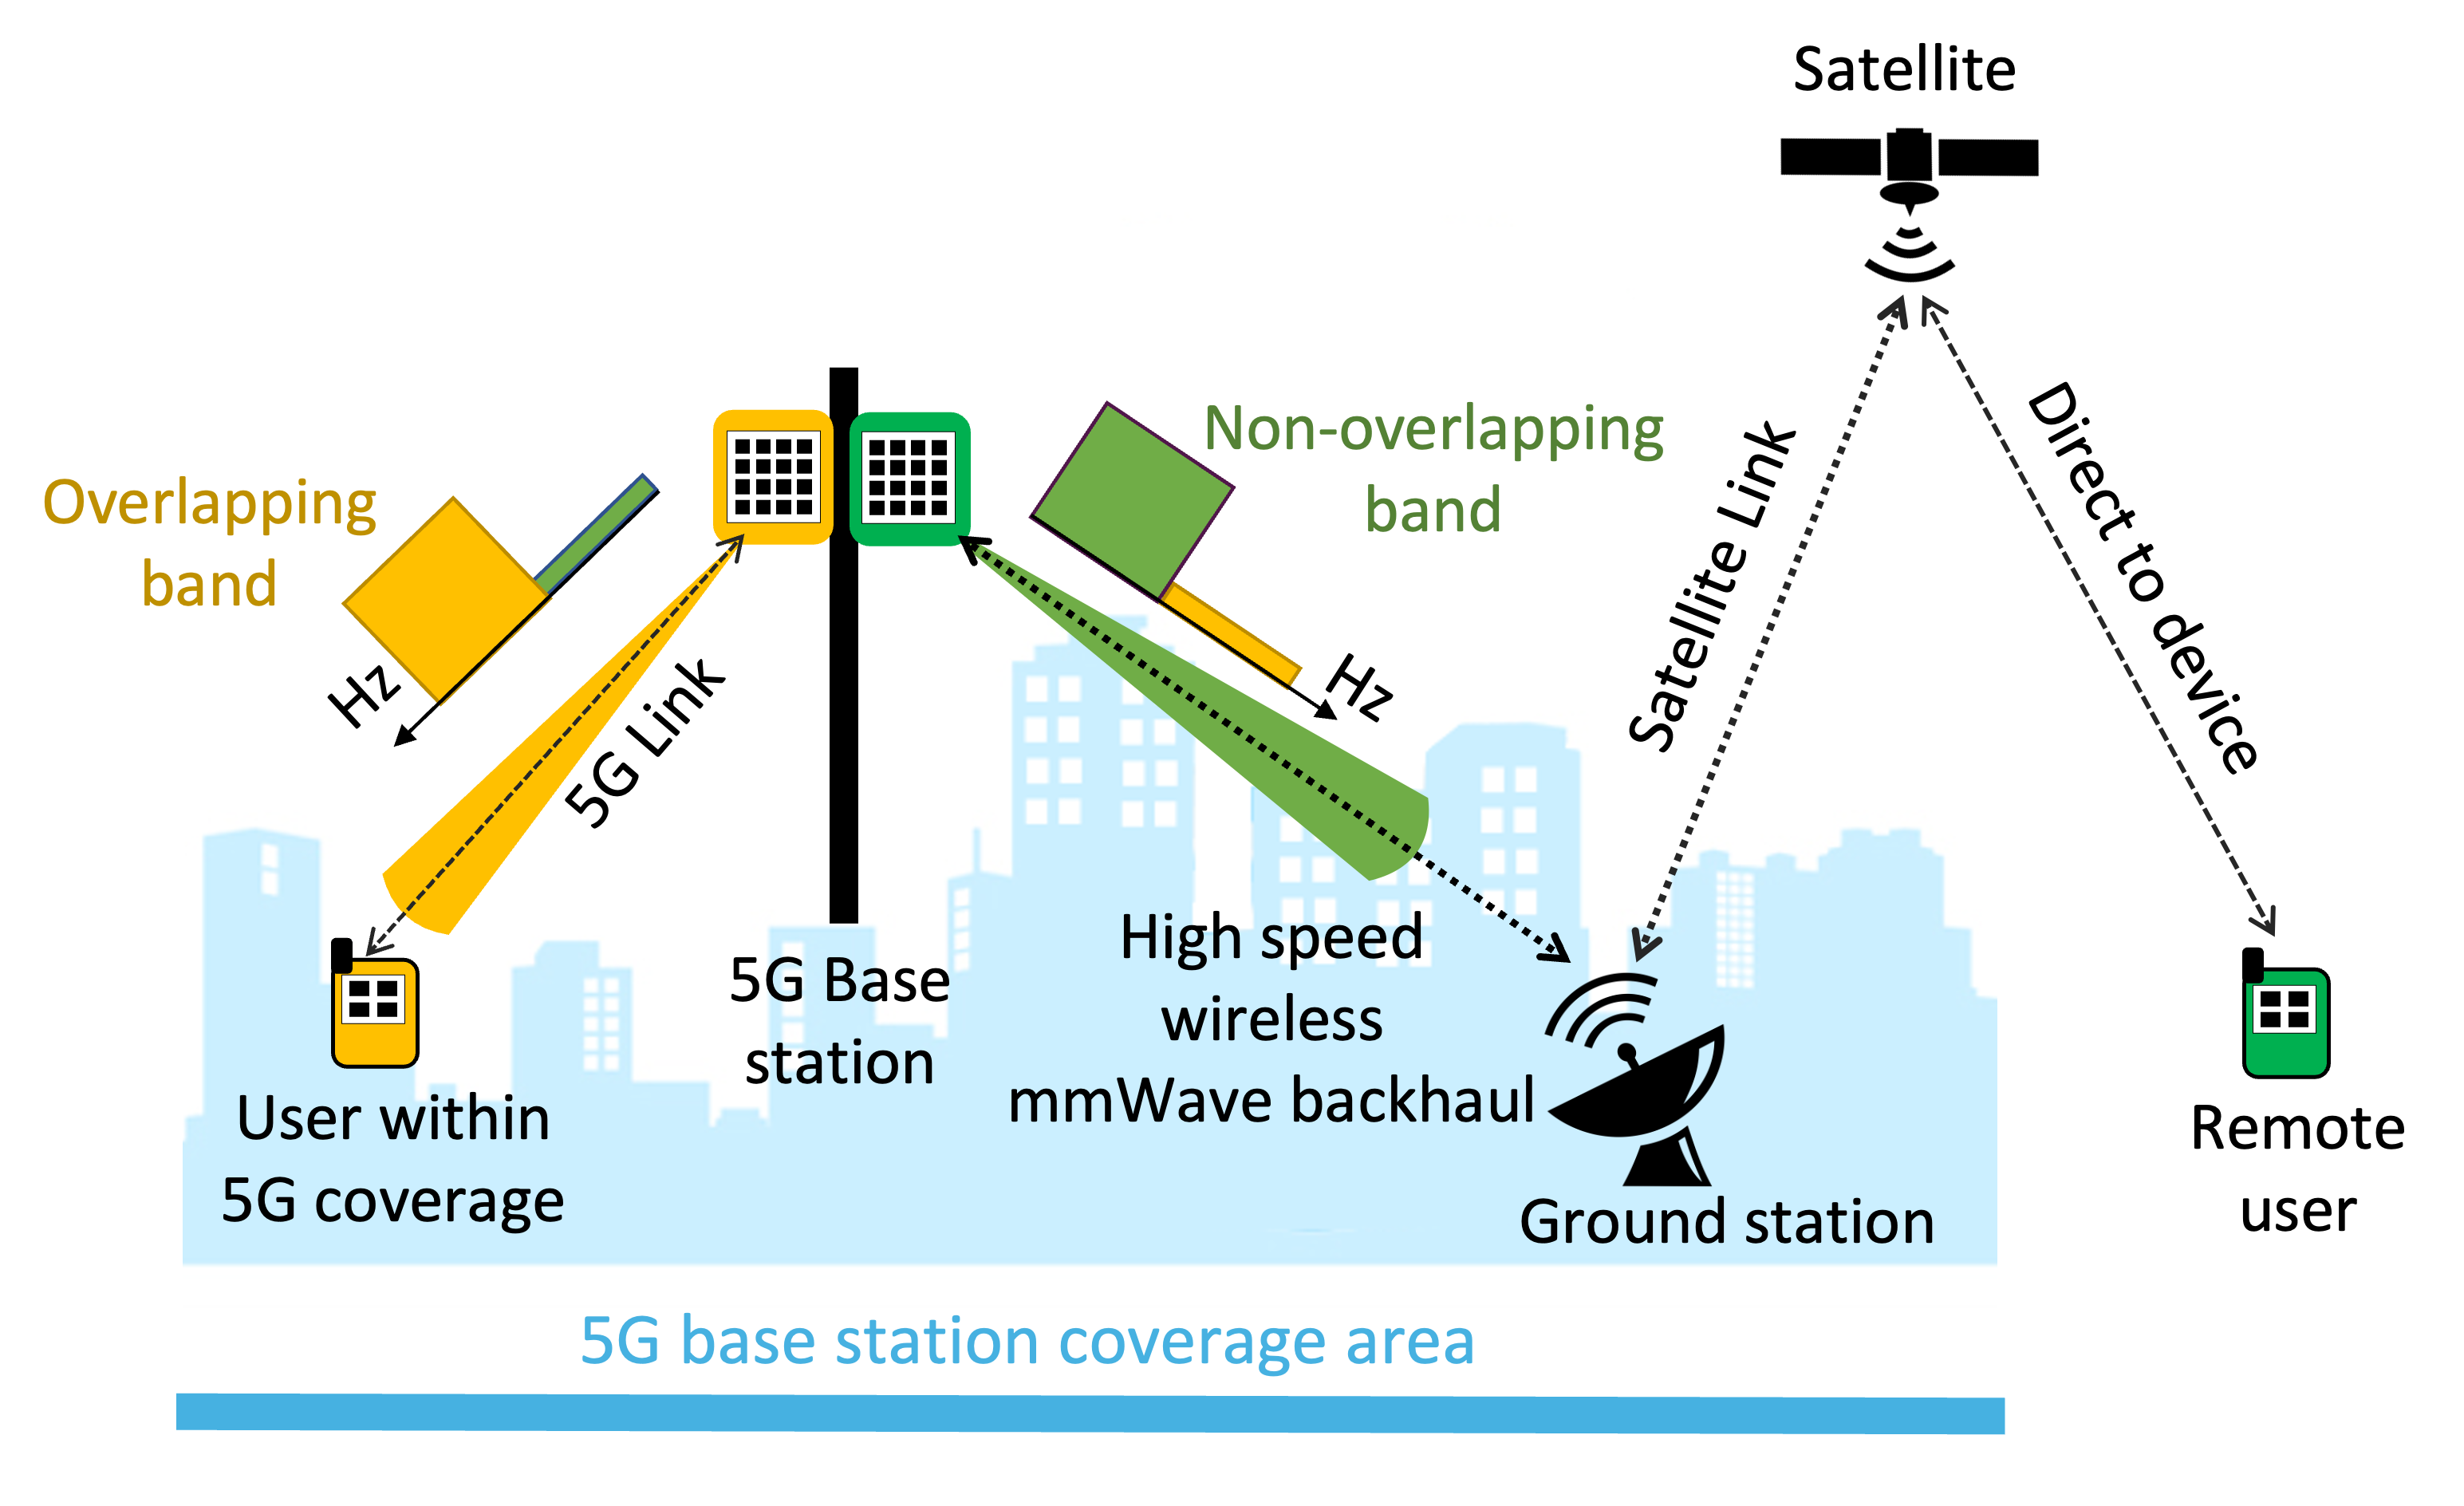 Satellite
Non-overlapping
band
Overlapping
band
Satellite Link
Direct to device
Hz
Hz
5G Link
5G Base
station
High speed
wireless
mmWave backhaul
User within
5G coverage
Ground station
Remote
user
5G base station coverage area